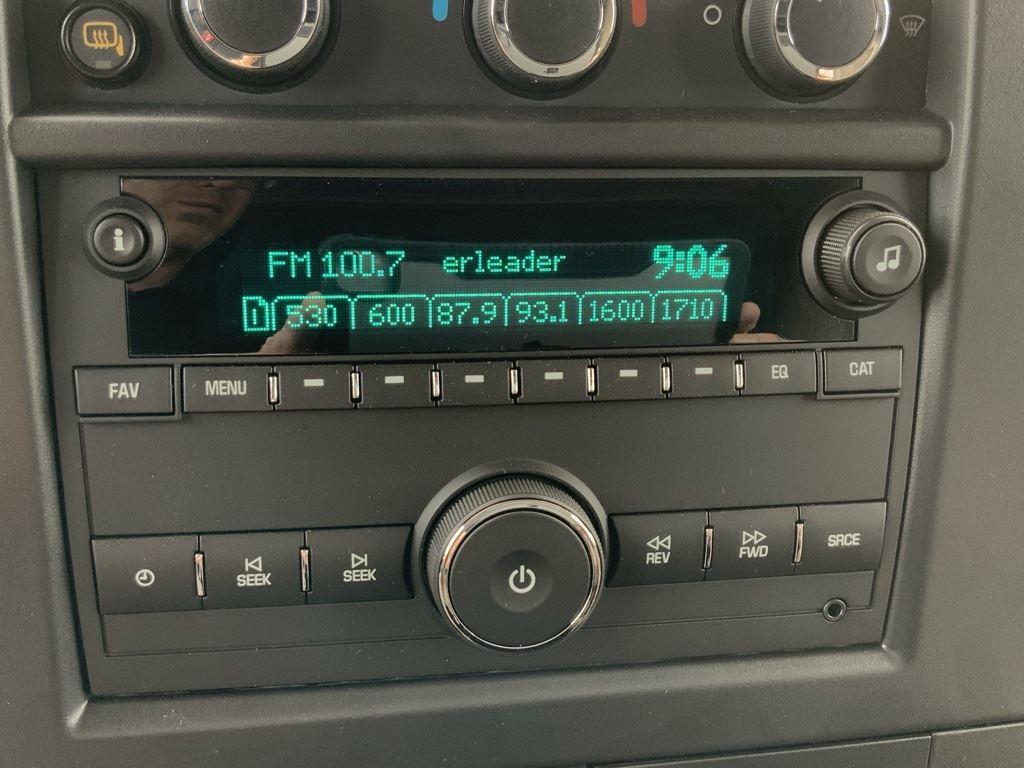 i
FM 100.7 erleader 9:06
D 530 600 87.9 93.1 1600 1710
FAV MENU EQ CAT
SEEK SEEK REV FWD SRCE